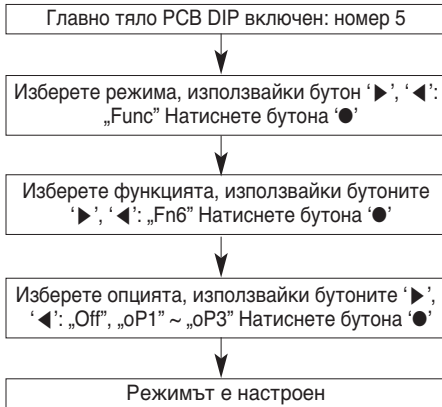 Главно тяло PCB DIP включен: номер 5
Изберете режима, използвайки бутон ‘▶’, ‘◀’:
„Func” Натиснете бутона ‘●’
Изберете функцията, използвайки бутоните
‘▶’, ‘◀’: „Fn6” Натиснете бутона ‘●’
Изберете опцията, използвайки бутоните ‘▶’,
‘◀’: „Off”, „oP1” ~ „oP3” Натиснете бутона ‘●’
Режимът е настроен